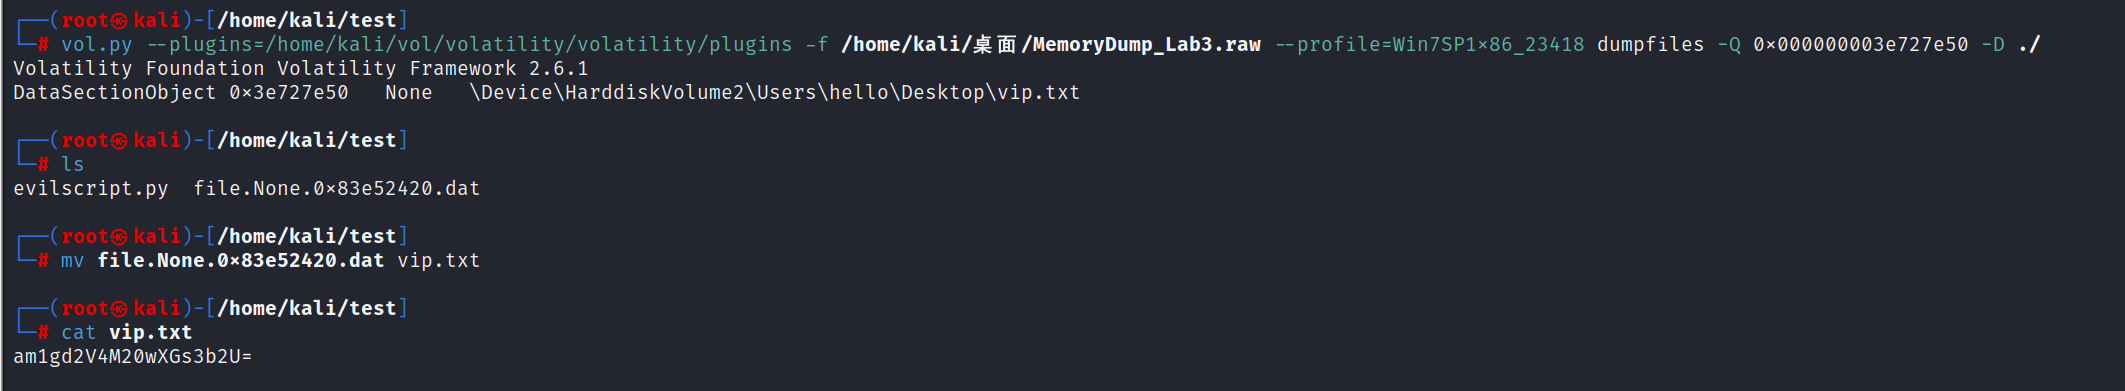 ┌──(root㉿kali)-[/home/kali/test]
└─# vol.py --plugins=/home/kali/vol/volatility/volatility/plugins -f /home/kali/桌面/MemoryDump_Lab3.raw --profile=Win7SP1x86_23418 dumpfiles -Q 0x000000003e727e50 -D ./
Volatility Foundation Volatility Framework 2.6.1
DataSectionObject 0x3e727e50   None   \Device\HarddiskVolume2\Users\hello\Desktop\vip.txt
┌──(root㉿kali)-[/home/kali/test]
└─# ls
evilscript.py  file.None.0x83e52420.dat
┌──(root㉿kali)-[/home/kali/test]
└─# mv file.None.0x83e52420.dat vip.txt
┌──(root㉿kali)-[/home/kali/test]
└─# cat vip.txt
am1gd2V4M20wXGs3b2U=